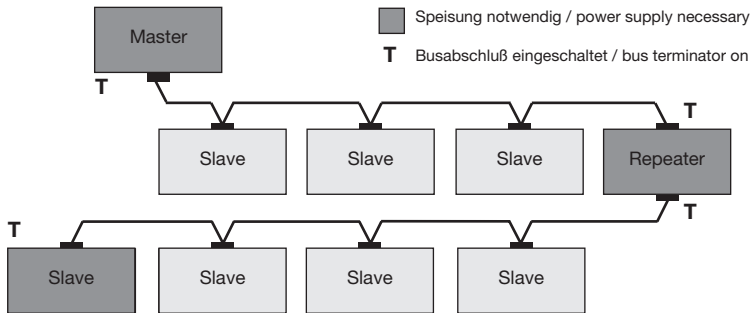 Speisung notwendig / power supply necessary
Master
T Busabschluß eingeschaltet / bus terminator on
T
T
Slave Slave Slave Repeater
T
T
Slave Slave Slave Slave